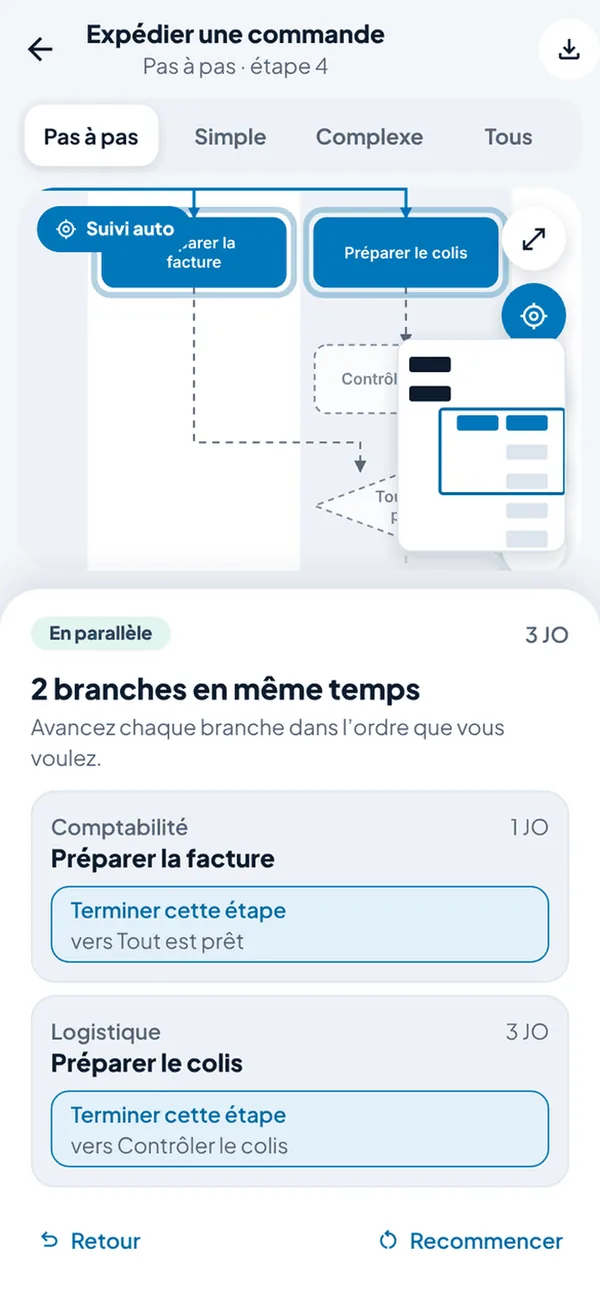 Expédier une commande
Pas à pas · étape 4
Pas à pas
Simple
Complexe
Tous
Suivi auto
la
facture
Préparer le colis
2 branches en même temps
En parallèle
3 JO
Avancez chaque branche dans l’ordre que vous
voulez.
Comptabilité
1 JO
Préparer la facture
Terminer cette étape
vers Tout est prêt
Logistique
3 JO
Préparer le colis
Terminer cette étape
vers Contrôler le colis
Retour
Recommencer